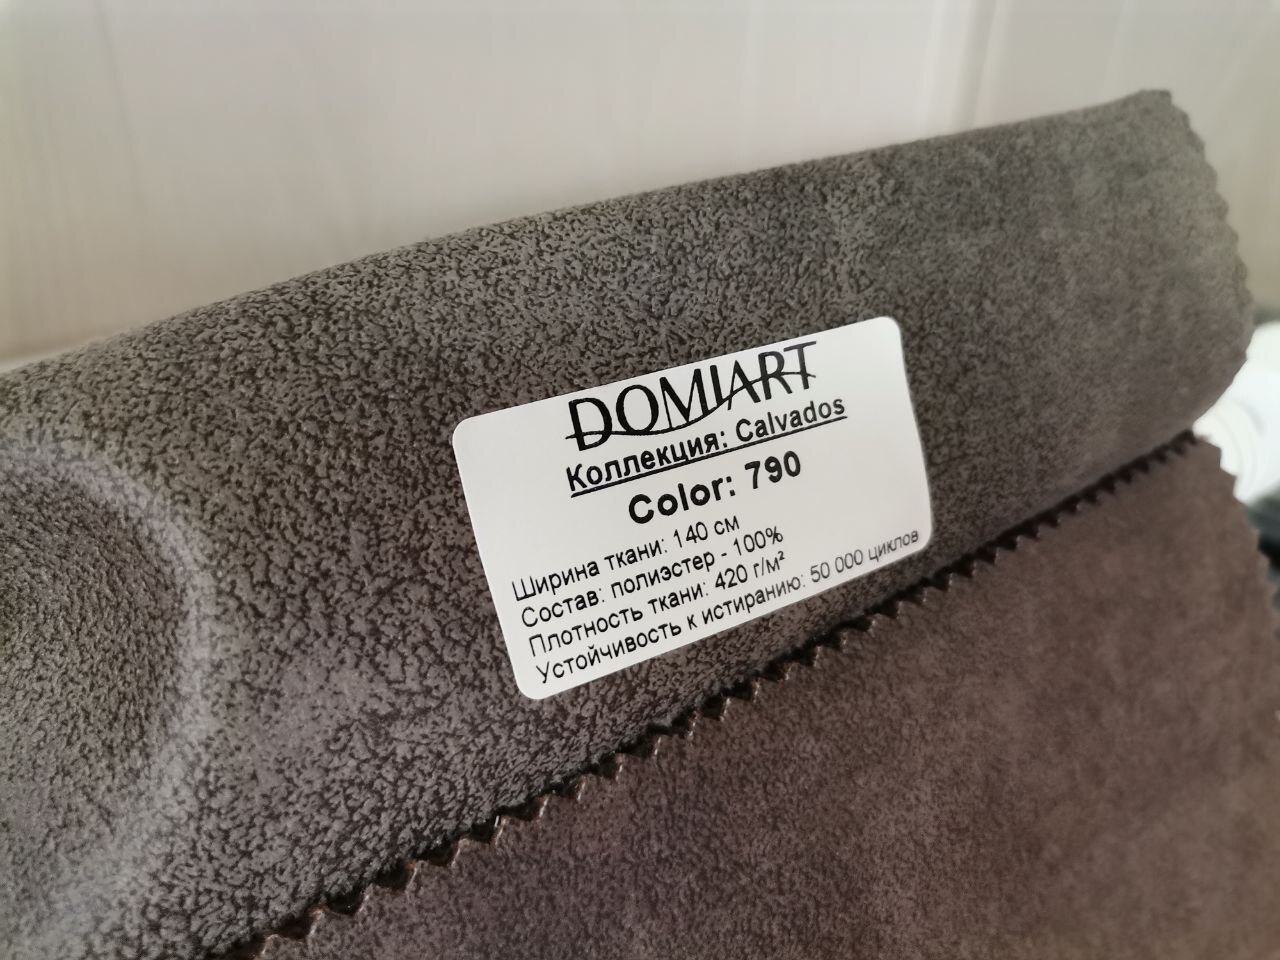 DOMIART
Коллекция: Calvados
Color: 790
Ширина ткани: 140 см
Состав: полиэстер - 100%
Плотность ткани: 420 г/м²
Устойчивость к истиранию: 50 000 циклов